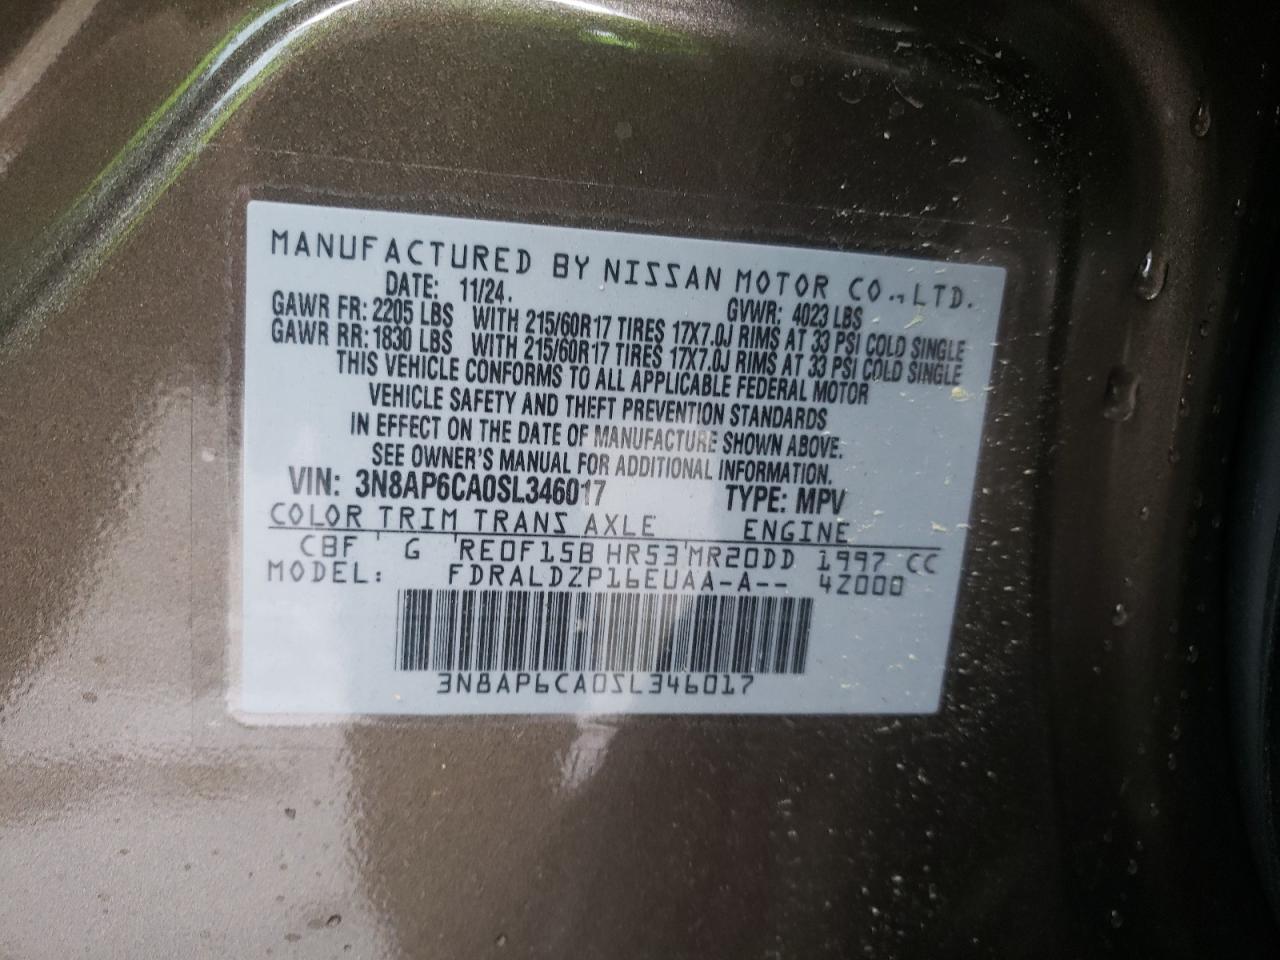 MANUFACTURED BY NISSAN MOTOR CO., LTD.
DATE: 11/24. GVWR: 4023 LBS
GAWR FR: 2205 LBS WITH 215/60R17 TIRES 17X7.0J RIMS AT 33 PSI COLD SINGLE
GAWR RR: 1830 LBS WITH 215/60R17 TIRES 17X7.0J RIMS AT 33 PSI COLD SINGLE
THIS VEHICLE CONFORMS TO ALL APPLICABLE FEDERAL MOTOR
VEHICLE SAFETY AND THEFT PREVENTION STANDARDS
IN EFFECT ON THE DATE OF MANUFACTURE SHOWN ABOVE.
SEE OWNER'S MANUAL FOR ADDITIONAL INFORMATION.
VIN: 3N8AP6CA0SL346017 TYPE: MPV
COLOR TRIM TRANS AXLE ENGINE
CBF G RE0F15B HR53 MR20DD 1997 CC
MODEL: FDRALDZP16EUAA-A-- 4Z000
3N8AP6CA0SL346017